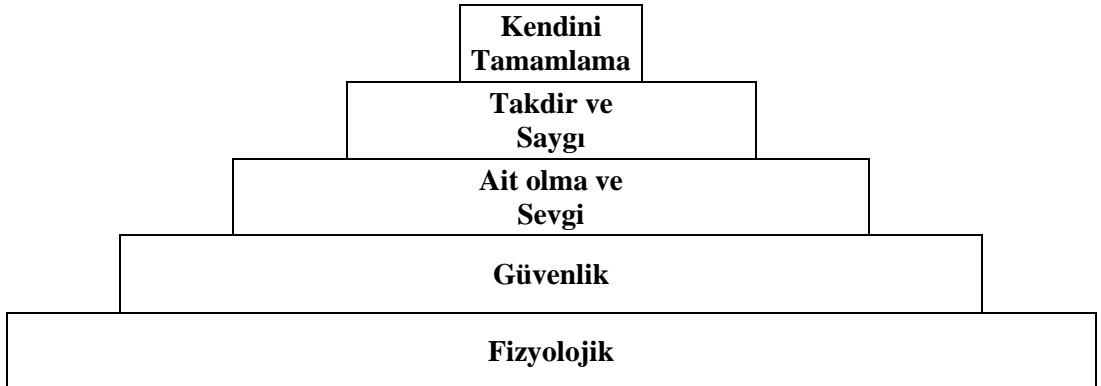 Kendini
Tamamlama
Takdir ve
Saygı
Ait olma ve
Sevgi
Güvenlik
Fizyolojik